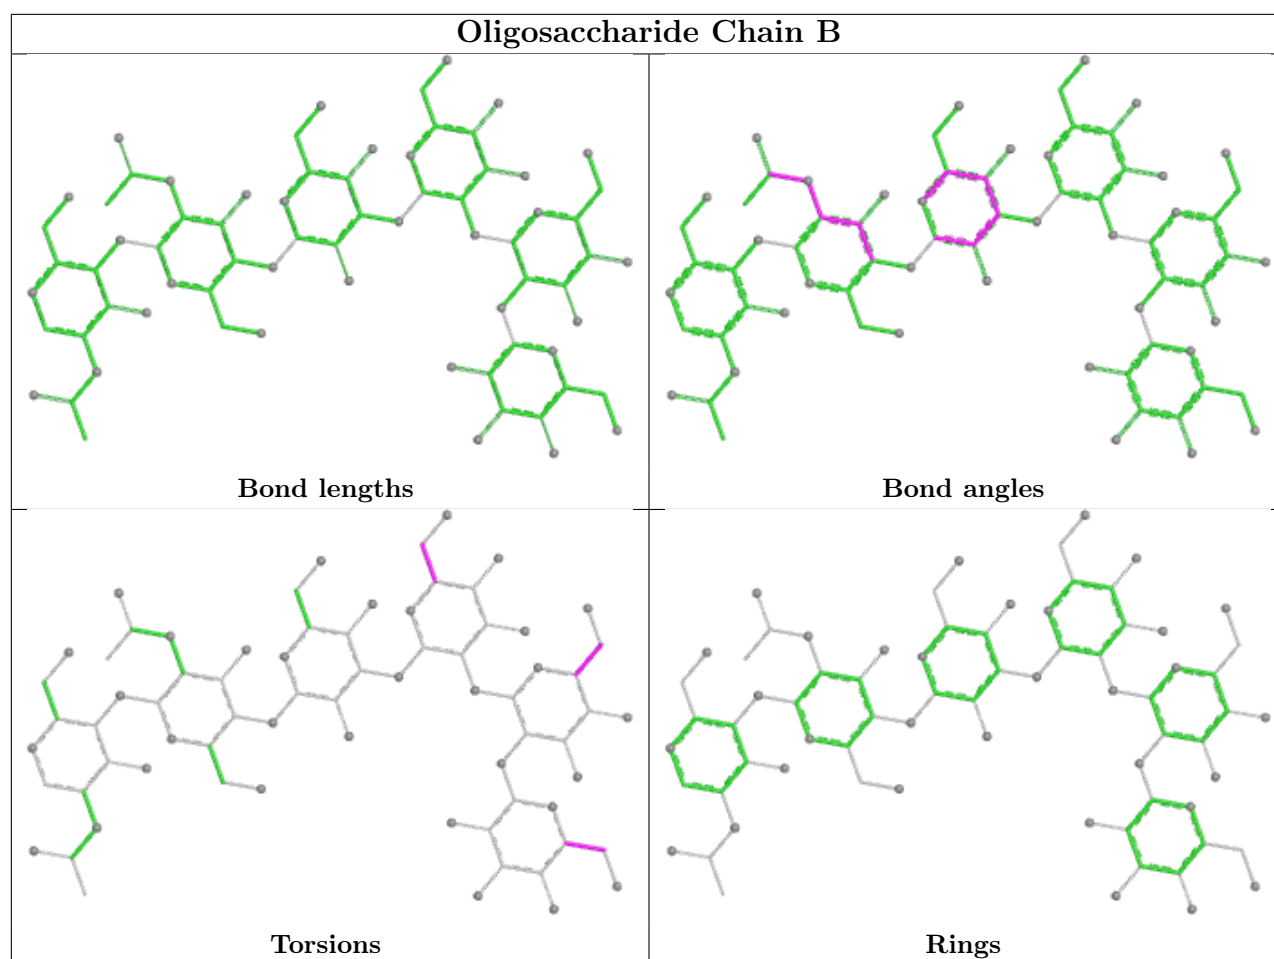 Oligosaccharide Chain B
Bond lengths
Bond angles
Torsions
Rings